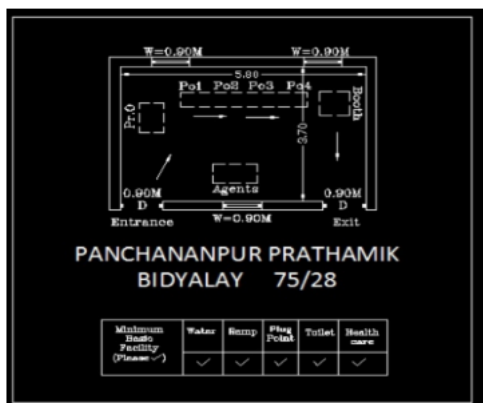 W=0.90M W=0.90M
5.80
Po1 Po2 Po3 Po4
Pr.O
Booth
3.70
Agents
0.90M 0.90M
D D
Entrance W=0.90M Exit
PANCHANANPUR PRATHAMIK
BIDYALAY 75/28
Minimum Basic Facility (Please ✓) Water Ramp Plug Point Toilet Health care
✓ ✓ ✓ ✓ ✓